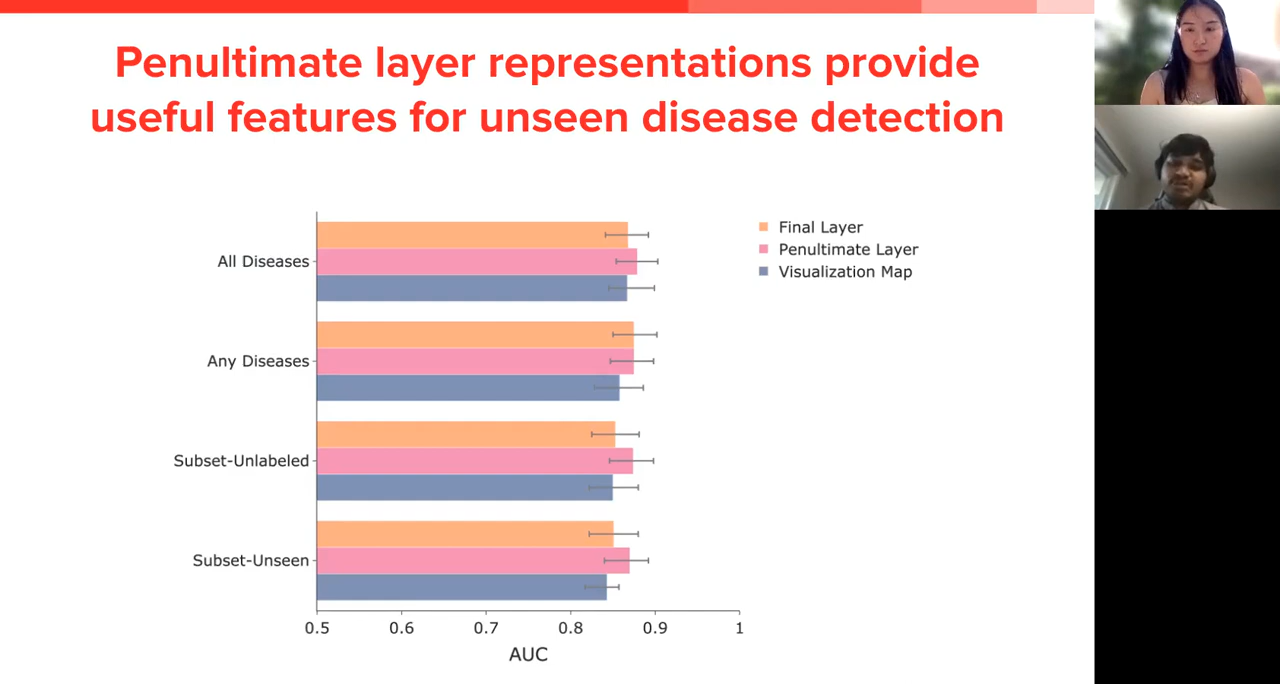 Penultimate layer representations provide
useful features for unseen disease detection
Final Layer
Penultimate Layer
Visualization Map
All Diseases
Any Diseases
Subset-Unlabeled
Subset-Unseen
0.5 0.6 0.7 0.8 0.9 1
AUC